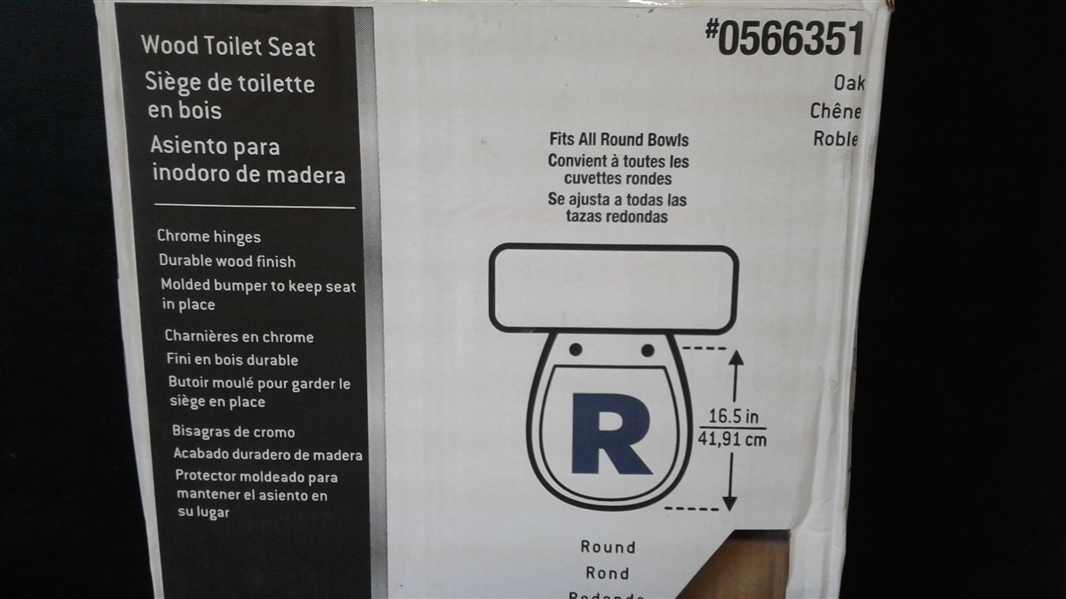 Wood Toilet Seat
Siège de toilette
en bois
Asiento para
inodoro de madera
Chrome hinges
Durable wood finish
Molded bumper to keep seat
in place
Charnières en chrome
Fini en bois durable
Butoir moulé pour garder le
siège en place
Bisagras de cromo
Acabado duradero de madera
Protector moldeado para
mantener el asiento en
su lugar
#0566351
Oak
Chêne
Roble
Fits All Round Bowls
Convient à toutes les
cuvettes rondes
Se ajusta a todas las
tazas redondas
R
16.5 in
41,91 cm
Round
Rond
Redondo